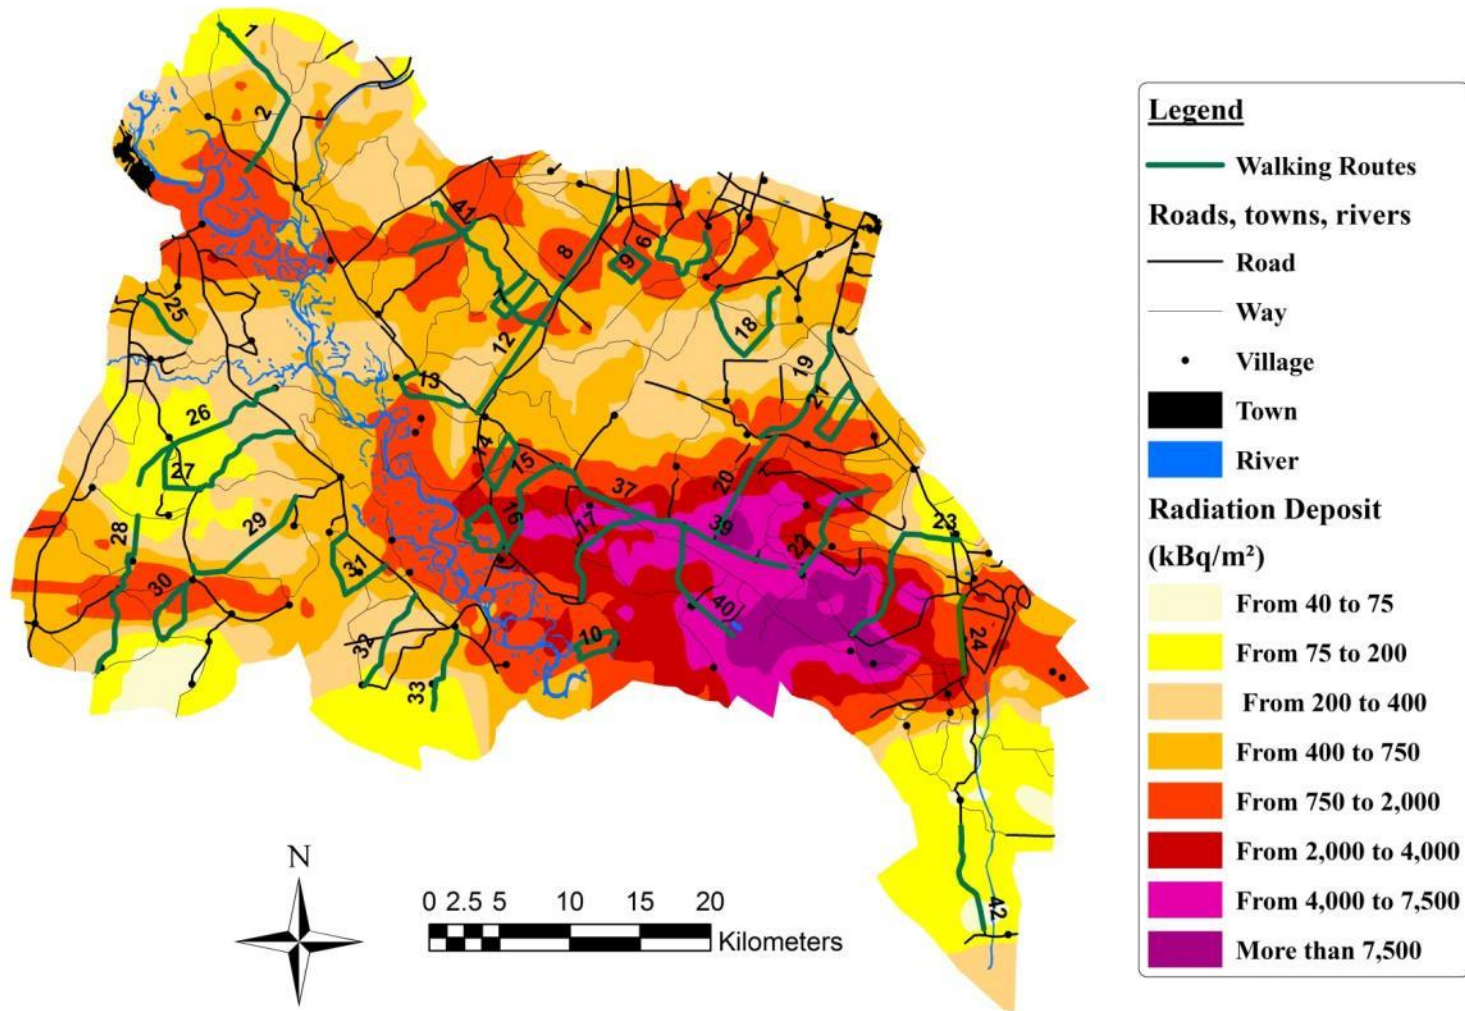 1
2
41
8
6
9
7
12
25
18
13
19
21
26
27
14
15
37
20
39
16
17
22
23
28
29
30
31
32
33
10
40
24
42
N
0 2.5 5 10 15 20
Kilometers
Legend
Walking Routes
Roads, towns, rivers
Road
Way
Village
Town
River
Radiation Deposit
(kBq/m²)
From 40 to 75
From 75 to 200
From 200 to 400
From 400 to 750
From 750 to 2,000
From 2,000 to 4,000
From 4,000 to 7,500
More than 7,500